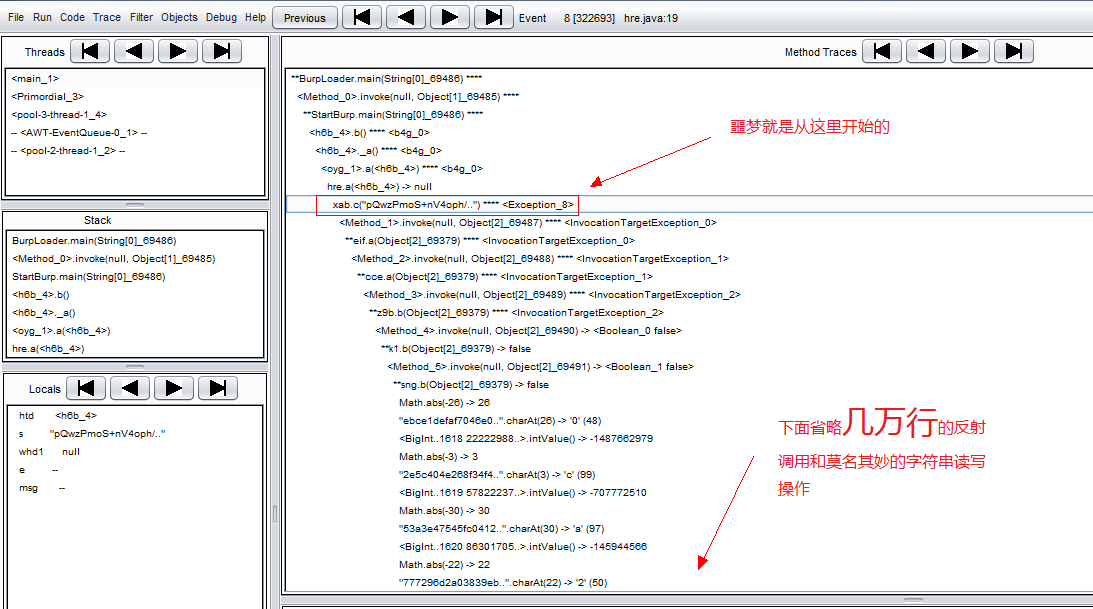 File Run Code Trace Filter Objects Debug Help Previous Event 8 [322693] hre.java:19
Threads
<main_1>
<Primordial_3>
<pool-3-thread-1_4>
-- <AWT-EventQueue-0_1> --
-- <pool-2-thread-1_2> --
Stack
BurpLoader.main(String[0]_69486)
<Method_0>.invoke(null, Object[1]_69485)
StartBurp.main(String[0]_69486)
<h6b_4>.b()
<h6b_4>._a()
<oyg_1>.a(<h6b_4>)
hre.a(<h6b_4>)
Locals
htd <h6b_4>
s "pQwzPmoS+nV4oph/.."
whd1 null
e --
msg --
Method Traces
**BurpLoader.main(String[0]_69486) ****
<Method_0>.invoke(null, Object[1]_69485) ****
**StartBurp.main(String[0]_69486) ****
<h6b_4>.b() **** <b4g_0>
<h6b_4>._a() **** <b4g_0>
<oyg_1>.a(<h6b_4>) **** <b4g_0>
hre.a(<h6b_4>) -> null
xab.c("pQwzPmoS+nV4oph/..") **** <Exception_8>
<Method_1>.invoke(null, Object[2]_69487) **** <InvocationTargetException_0>
**eif.a(Object[2]_69379) **** <InvocationTargetException_0>
<Method_2>.invoke(null, Object[2]_69488) **** <InvocationTargetException_1>
**cce.a(Object[2]_69379) **** <InvocationTargetException_1>
<Method_3>.invoke(null, Object[2]_69489) **** <InvocationTargetException_2>
**z9b.b(Object[2]_69379) **** <InvocationTargetException_2>
<Method_4>.invoke(null, Object[2]_69490) -> <Boolean_0 false>
**k1.b(Object[2]_69379) -> false
<Method_5>.invoke(null, Object[2]_69491) -> <Boolean_1 false>
**sng.b(Object[2]_69379) -> false
Math.abs(-26) -> 26
"ebce1defaf7046e0..".charAt(26) -> '0' (48)
<BigInt..1618 22222988..>.intValue() -> -1487662979
Math.abs(-3) -> 3
"2e5c404e268f34f4..".charAt(3) -> 'c' (99)
<BigInt..1619 57822237..>.intValue() -> -707772510
Math.abs(-30) -> 30
"53a3e47545fc0412..".charAt(30) -> 'a' (97)
<BigInt..1620 86301705..>.intValue() -> -145944566
Math.abs(-22) -> 22
"777296d2a03839eb..".charAt(22) -> '2' (50)
噩梦就是从这里开始的
下面省略几万行的反射
调用和莫名其妙的字符串读写
操作